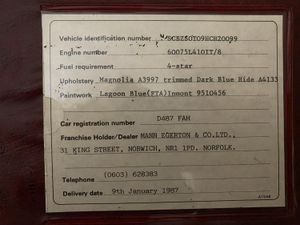 Vehicle identification number *SCBZS0T09HCH20099
Engine number 60075L410IT/8
Fuel requirement 4-star
Upholstery Magnolia A3997 trimmed Dark Blue Hide A4133
Paintwork Lagoon Blue(FTA)Inmont 9510456
Car registration number D487 FAH
Franchise Holder/Dealer MANN EGERTON & CO.LTD.,
31 KING STREET, NORWICH, NR1 1PD. NORFOLK.
Telephone (0603) 628383
Delivery date 9th January 1987